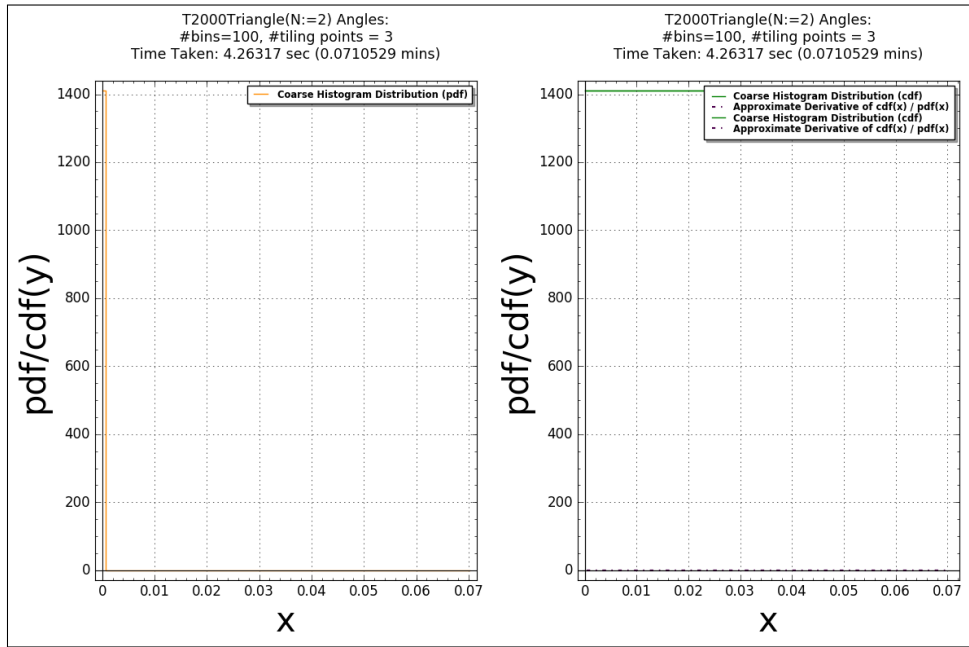 T2000Triangle(N:=2) Angles:
#bins=100, #tiling points = 3
Time Taken: 4.26317 sec (0.0710529 mins)
Coarse Histogram Distribution (pdf)
1400
1200
1000
800
600
400
200
0
pdf/cdf(y)
0
0.01
0.02
0.03
0.04
0.05
0.06
0.07
x
T2000Triangle(N:=2) Angles:
#bins=100, #tiling points = 3
Time Taken: 4.26317 sec (0.0710529 mins)
Coarse Histogram Distribution (cdf)
Approximate Derivative of cdf(x) / pdf(x)
Coarse Histogram Distribution (cdf)
Approximate Derivative of cdf(x) / pdf(x)
1400
1200
1000
800
600
400
200
0
pdf/cdf(y)
0
0.01
0.02
0.03
0.04
0.05
0.06
0.07
x